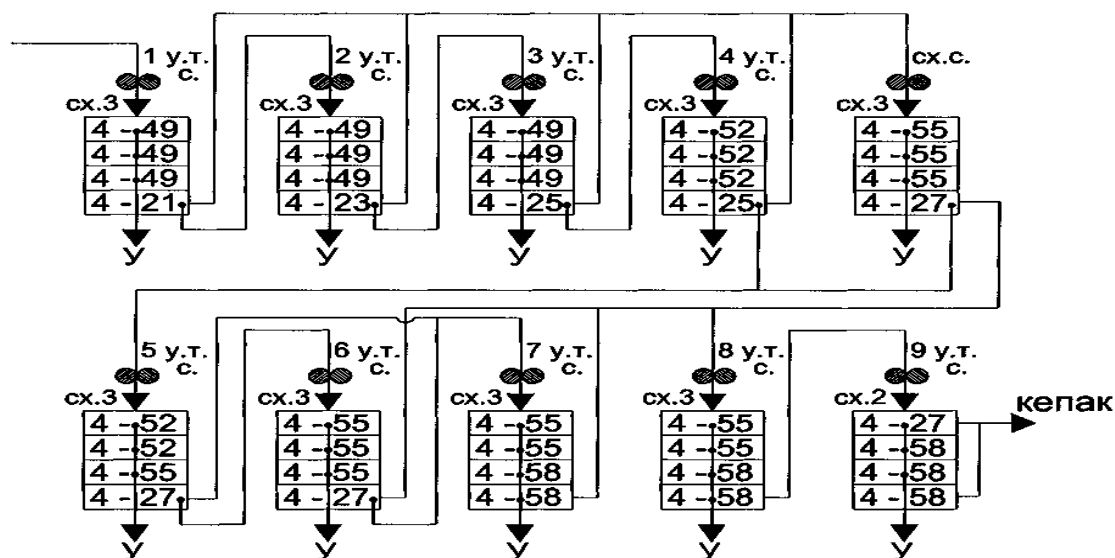 1 у.т. с.
2 у.т. с.
3 у.т. с.
4 у.т. с.
сх.с.
сх.3
сх.3
сх.3
сх.3
сх.3
4 - 49
4 - 49
4 - 49
4 - 21
У
4 - 49
4 - 49
4 - 49
4 - 23
У
4 - 49
4 - 49
4 - 49
4 - 25
У
4 - 52
4 - 52
4 - 52
4 - 25
У
4 - 55
4 - 55
4 - 55
4 - 27
У
5 у.т. с.
6 у.т. с.
7 у.т. с.
8 у.т. с.
9 у.т. с.
сх.3
сх.3
сх.3
сх.3
сх.2
4 - 52
4 - 52
4 - 55
4 - 27
У
4 - 55
4 - 55
4 - 55
4 - 27
У
4 - 55
4 - 55
4 - 58
4 - 58
У
4 - 55
4 - 55
4 - 58
4 - 58
У
4 - 27
4 - 58
4 - 58
4 - 58
У
кепак